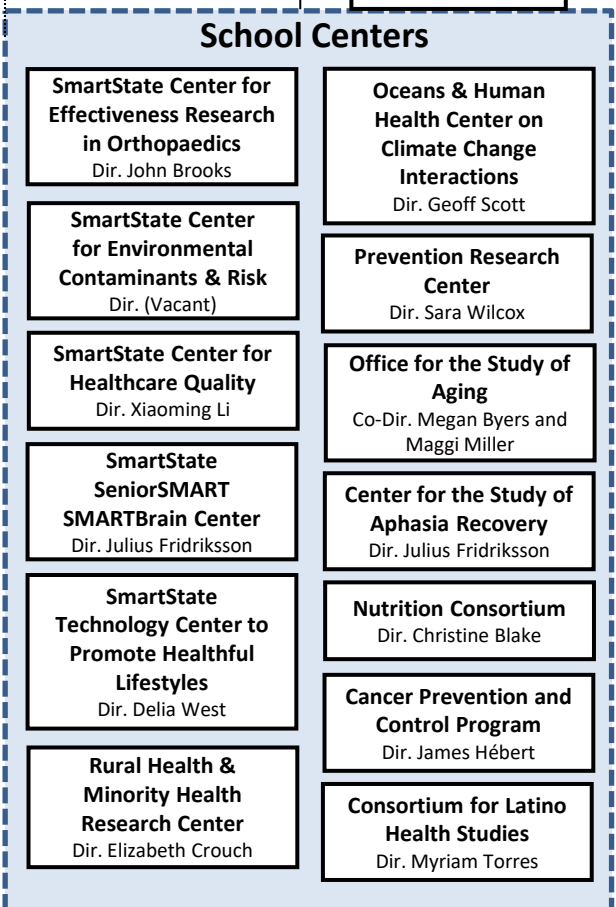 School Centers
SmartState Center for
Effectiveness Research
in Orthopaedics
Dir. John Brooks
SmartState Center
for Environmental
Contaminants & Risk
Dir. (Vacant)
SmartState Center for
Healthcare Quality
Dir. Xiaoming Li
SmartState
SeniorSMART
SMARTBrain Center
Dir. Julius Fridriksson
SmartState
Technology Center to
Promote Healthful
Lifestyles
Dir. Delia West
Rural Health &
Minority Health
Research Center
Dir. Elizabeth Crouch
Oceans & Human
Health Center on
Climate Change
Interactions
Dir. Geoff Scott
Prevention Research
Center
Dir. Sara Wilcox
Office for the Study of
Aging
Co-Dir. Megan Byers and
Maggi Miller
Center for the Study of
Aphasia Recovery
Dir. Julius Fridriksson
Nutrition Consortium
Dir. Christine Blake
Cancer Prevention and
Control Program
Dir. James Hébert
Consortium for Latino
Health Studies
Dir. Myriam Torres